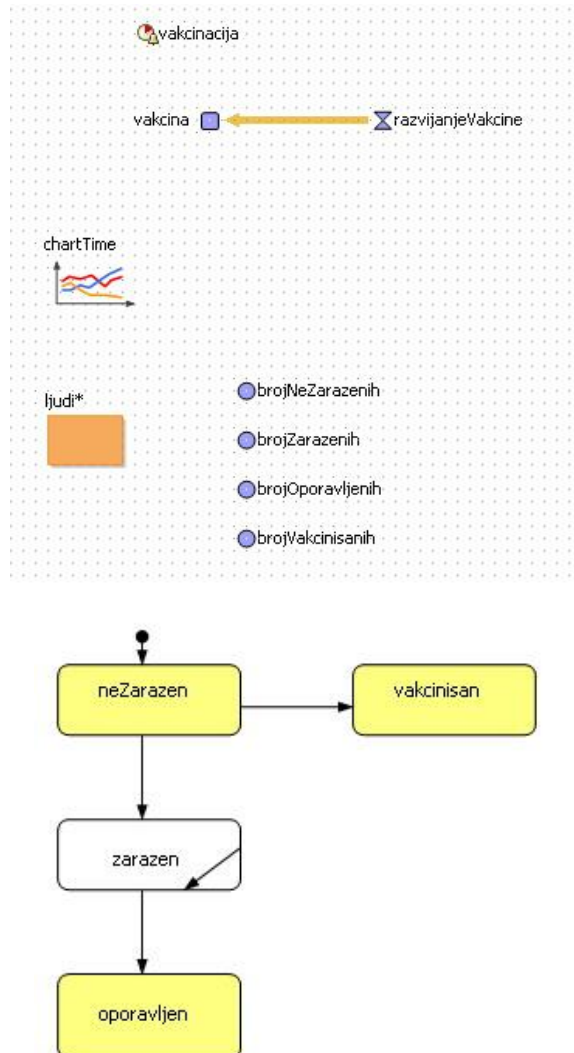 vakcinacija
vakcina razvijanjeVakcine
chartTime
ljudi*
brojNeZarazenih
brojZarazenih
brojOporavljenih
brojVakcinisanih
neZarazen vakcinisan
zarazen
oporavljen